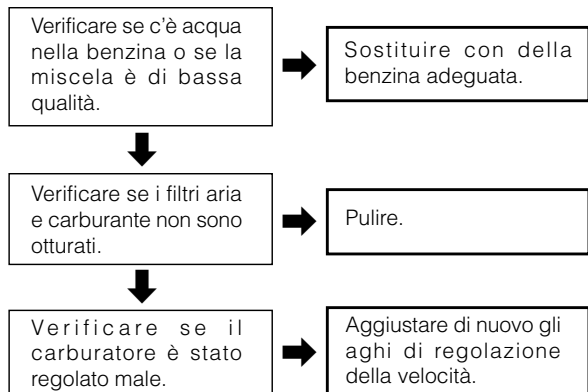 Verificare se c'è acqua
nella benzina o se la
miscela è di bassa
qualità.
Sostituire con della
benzina adeguata.
Verificare se i filtri aria
e carburante non sono
otturati.
Pulire.
Verificare se il
carburatore è stato
regolato male.
Aggiustare di nuovo gli
aghi di regolazione
della velocità.